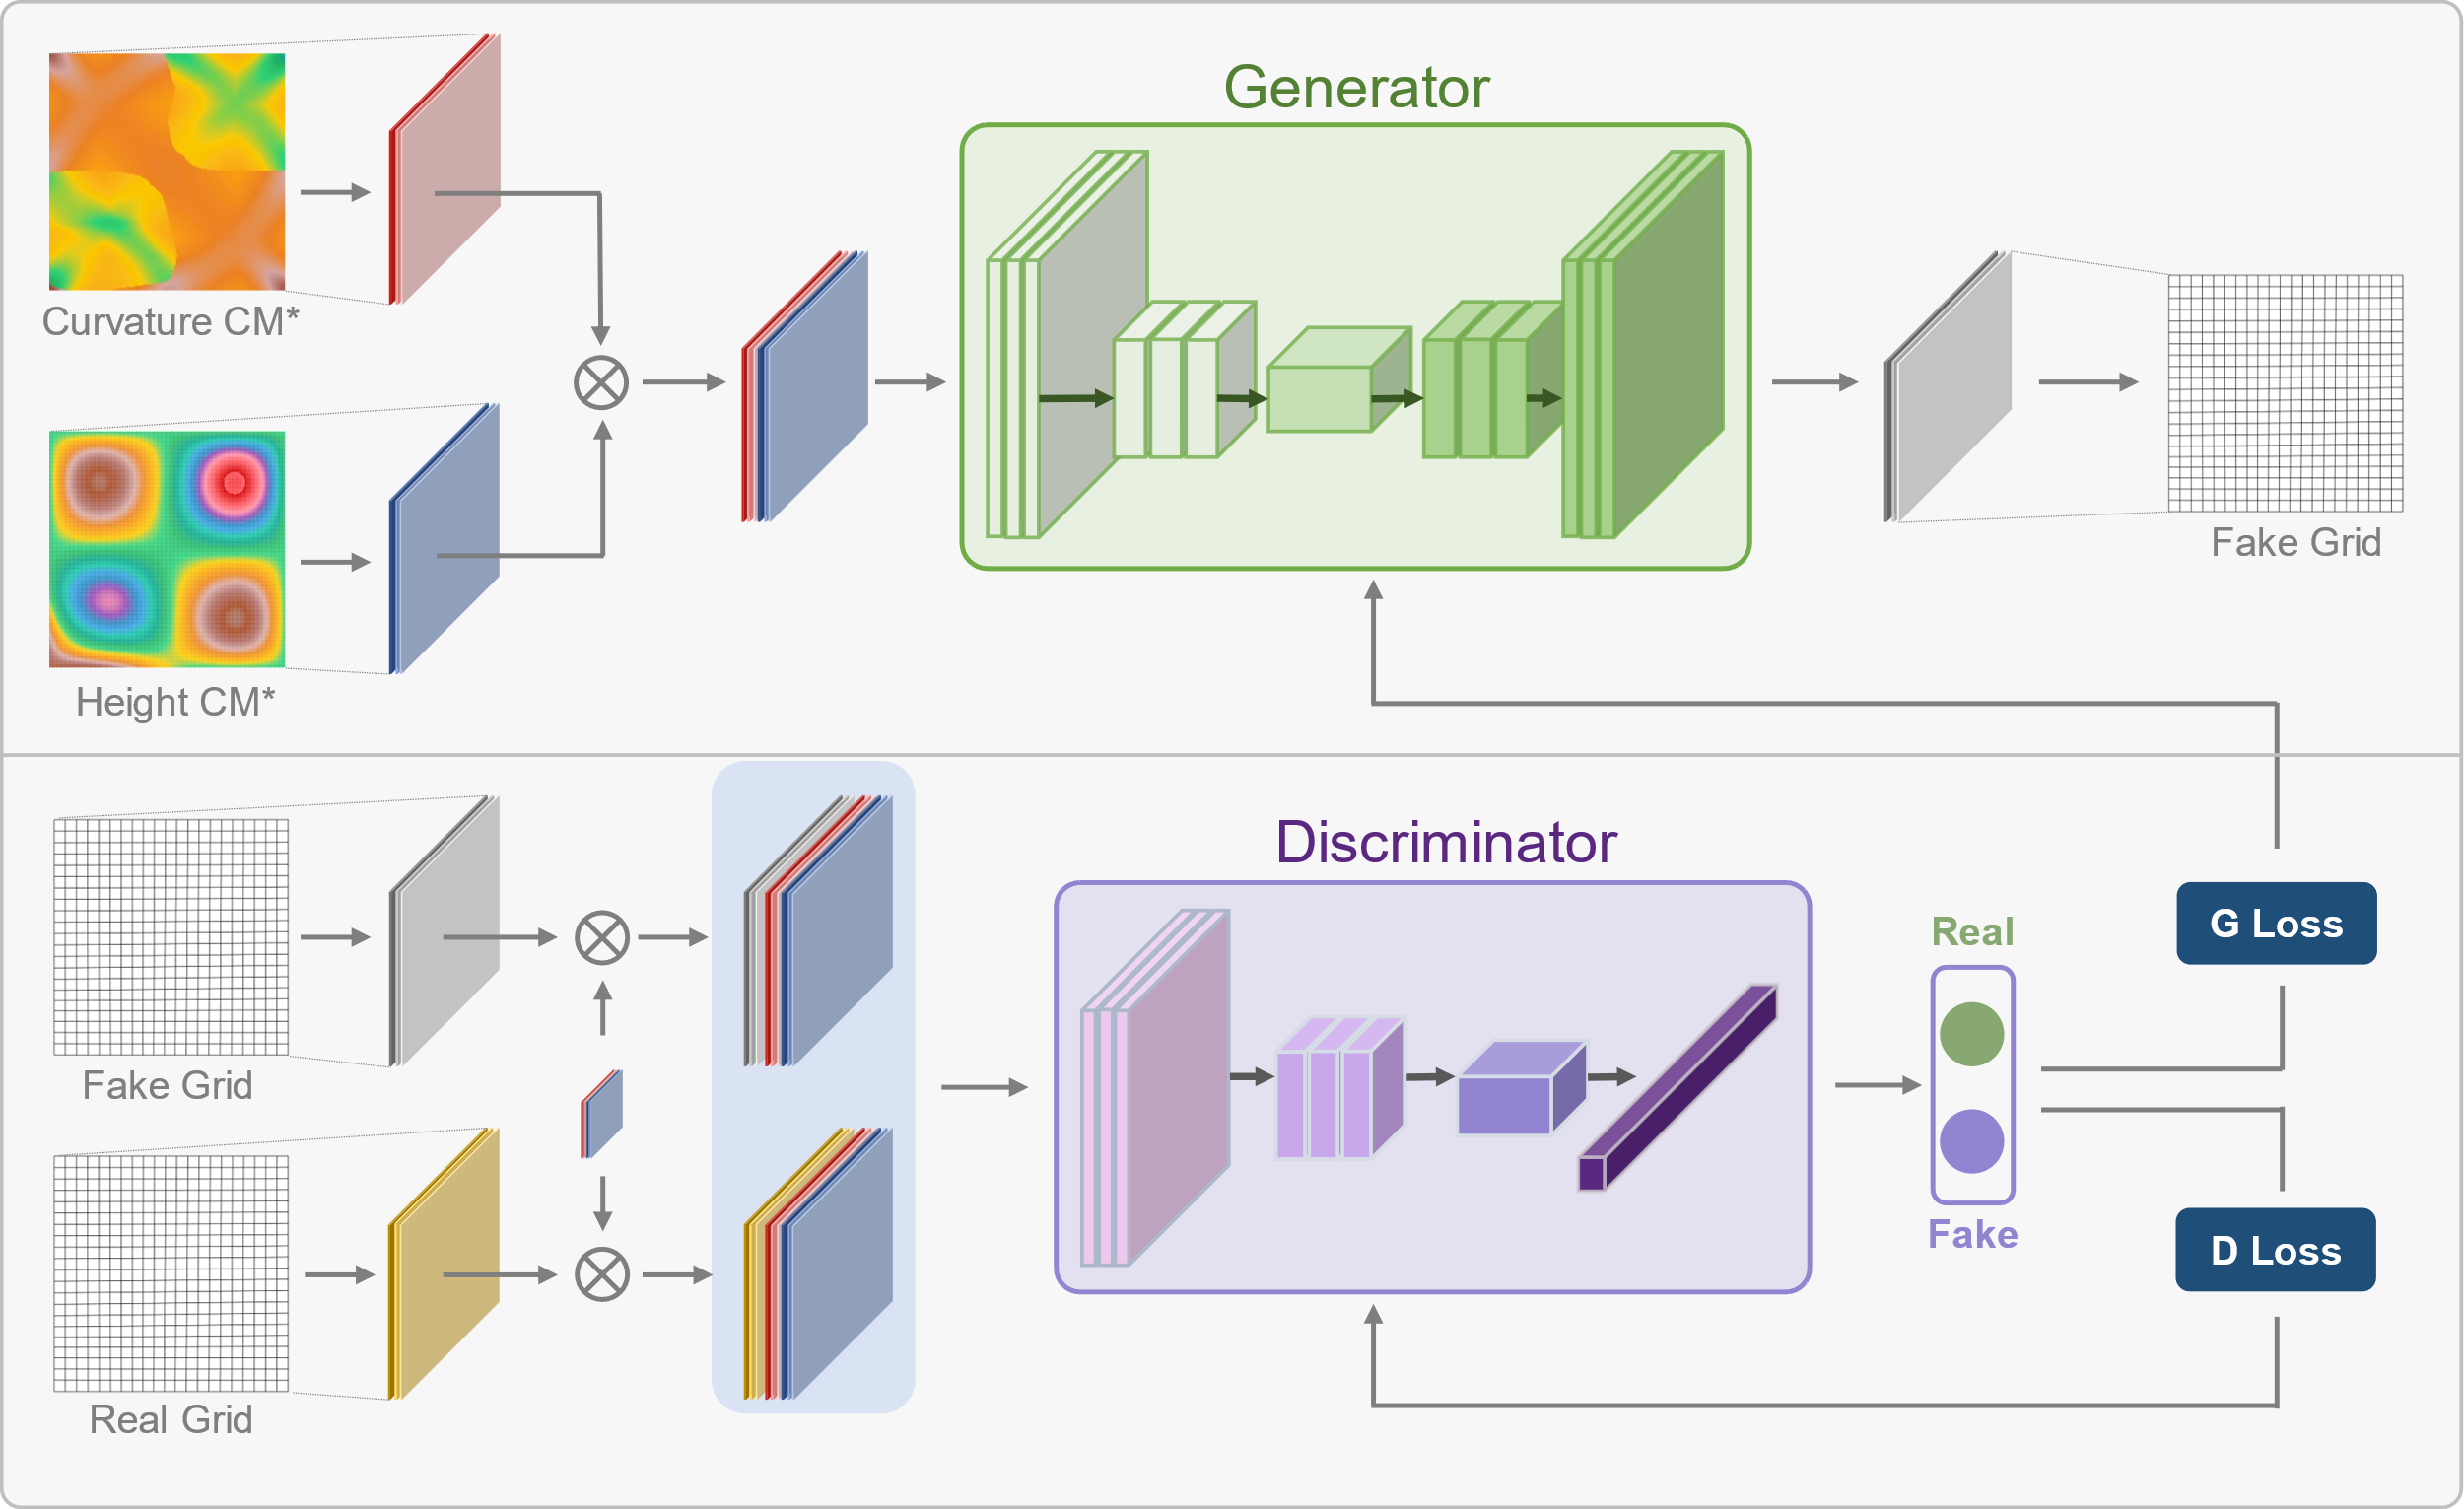 Generator
Curvature CM*
Height CM*
Fake Grid
Discriminator
Fake Grid
Real Grid
Real
Fake
G Loss
D Loss